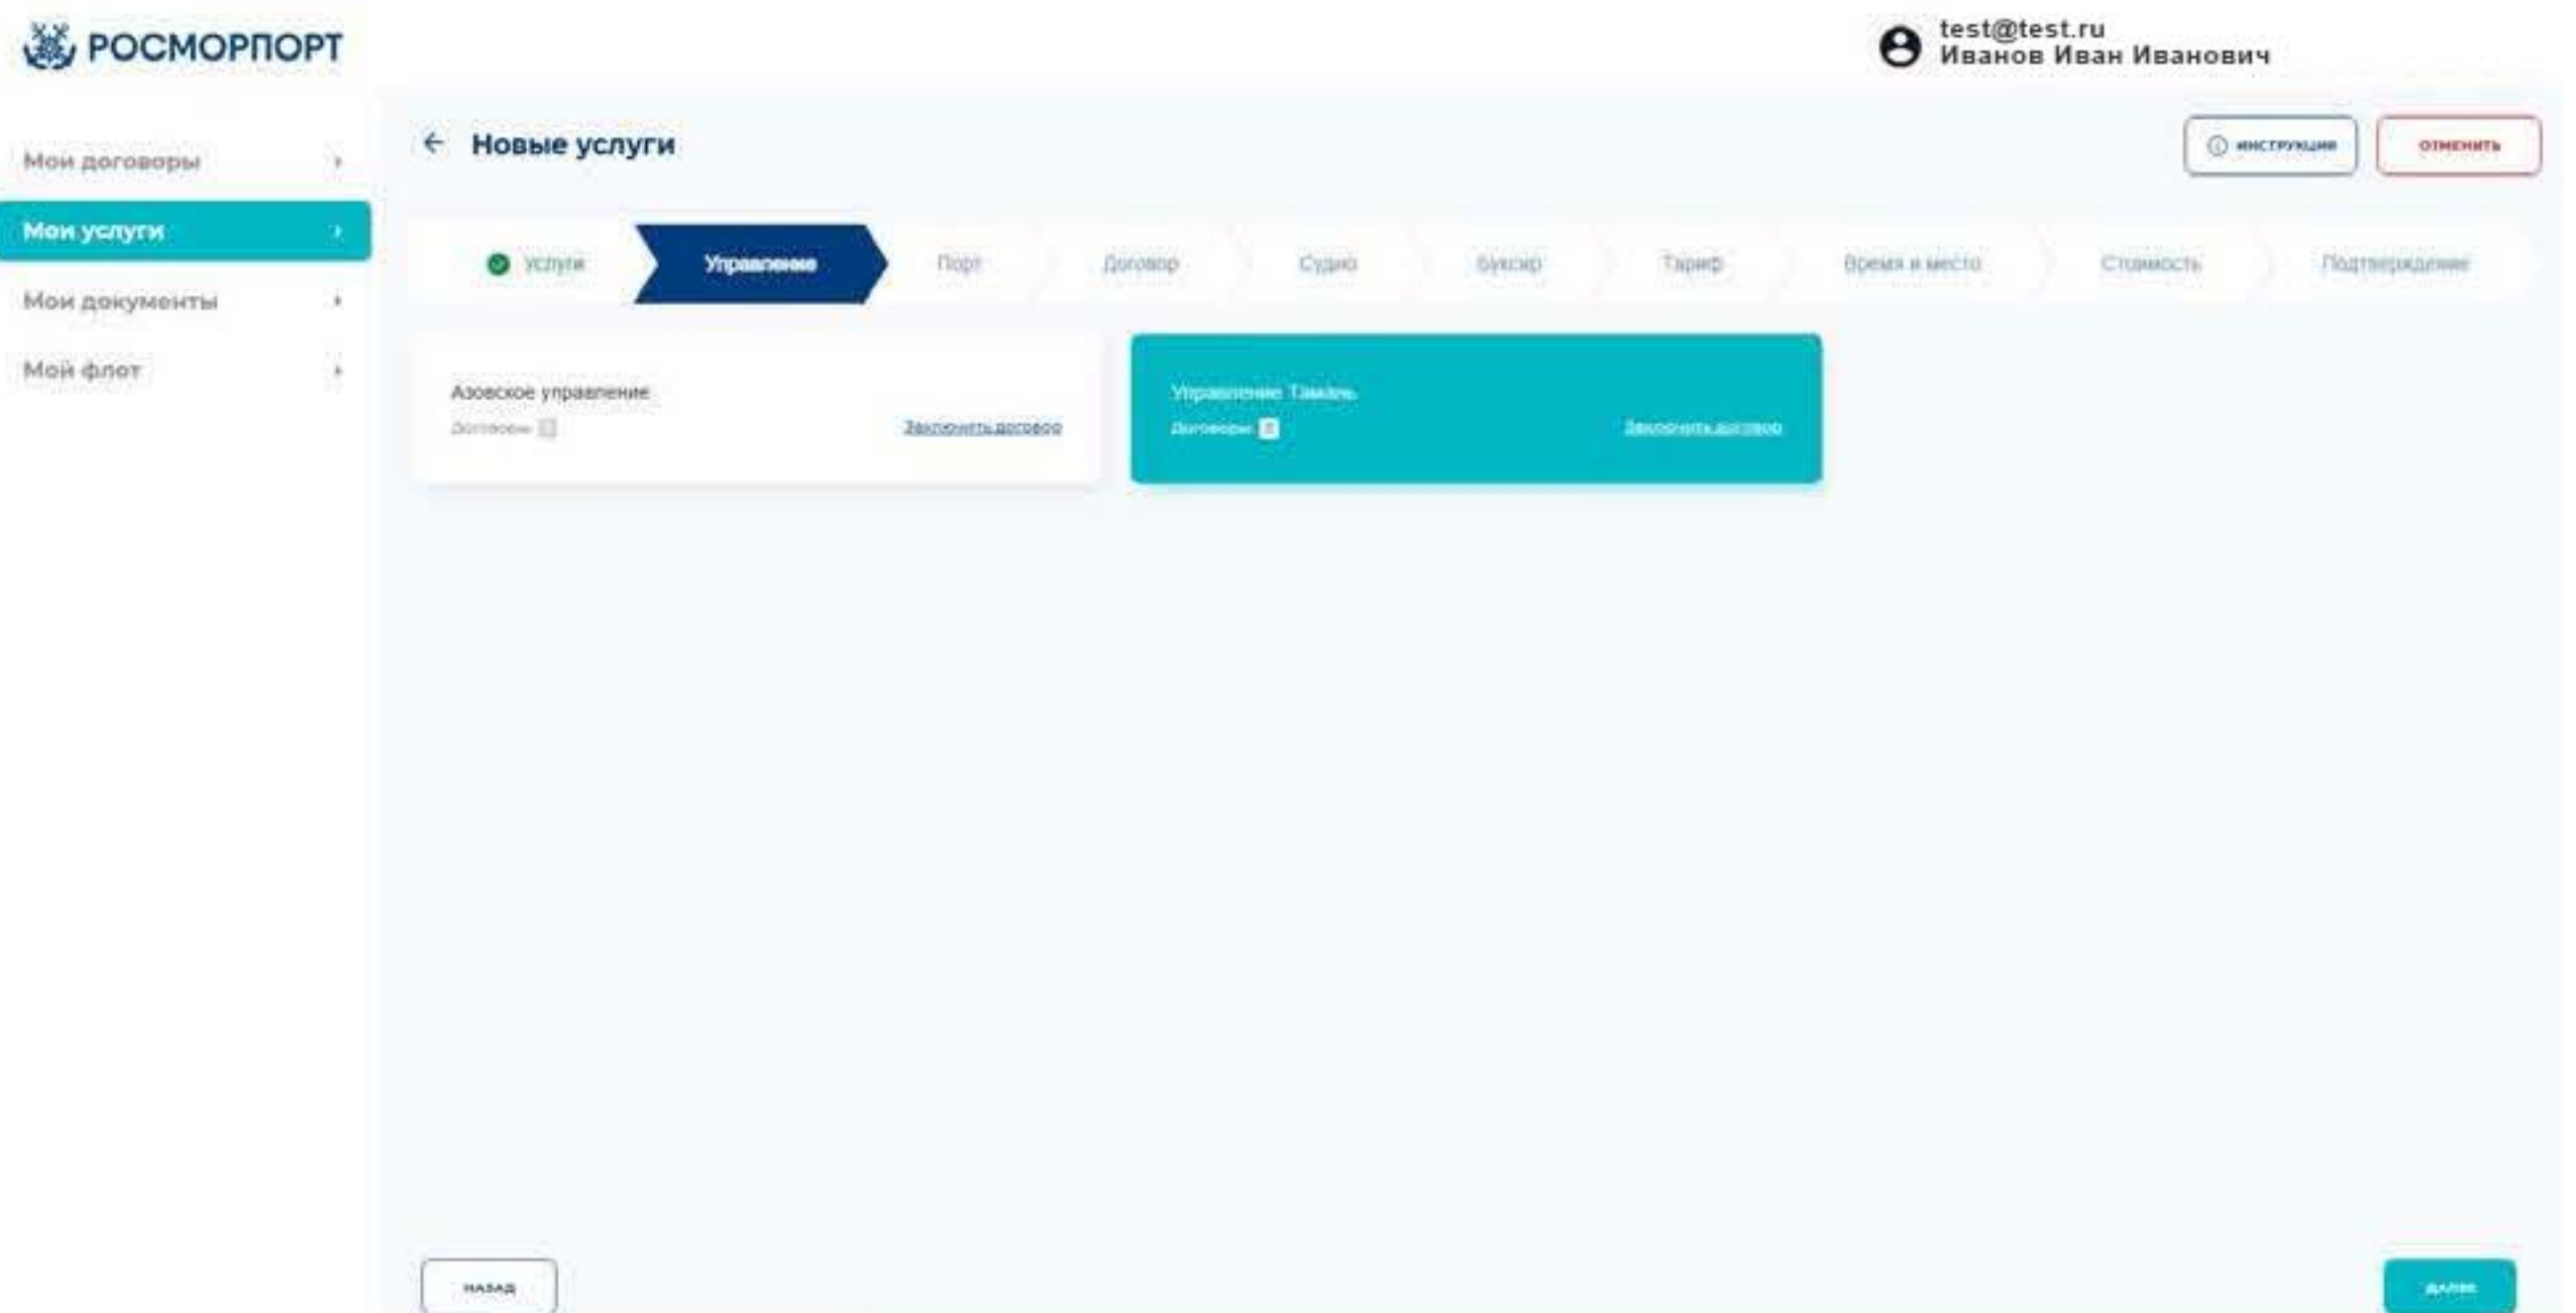 РОСМОРПОРТ
test@test.ru
Иванов Иван Иванович
Мои договоры
Мои услуги
Мои документы
Мой флот
← Новые услуги
ИНСТРУКЦИЯ
ОТМЕНИТЬ
Услуги
Управление
Порт
Договор
Судно
Буксир
Тариф
Время и место
Стоимость
Подтверждение
Азовское управление
Договоры
Заключить договор
Управление Тамань
Договоры
Заключить договор
НАЗАД
ДАЛЕЕ